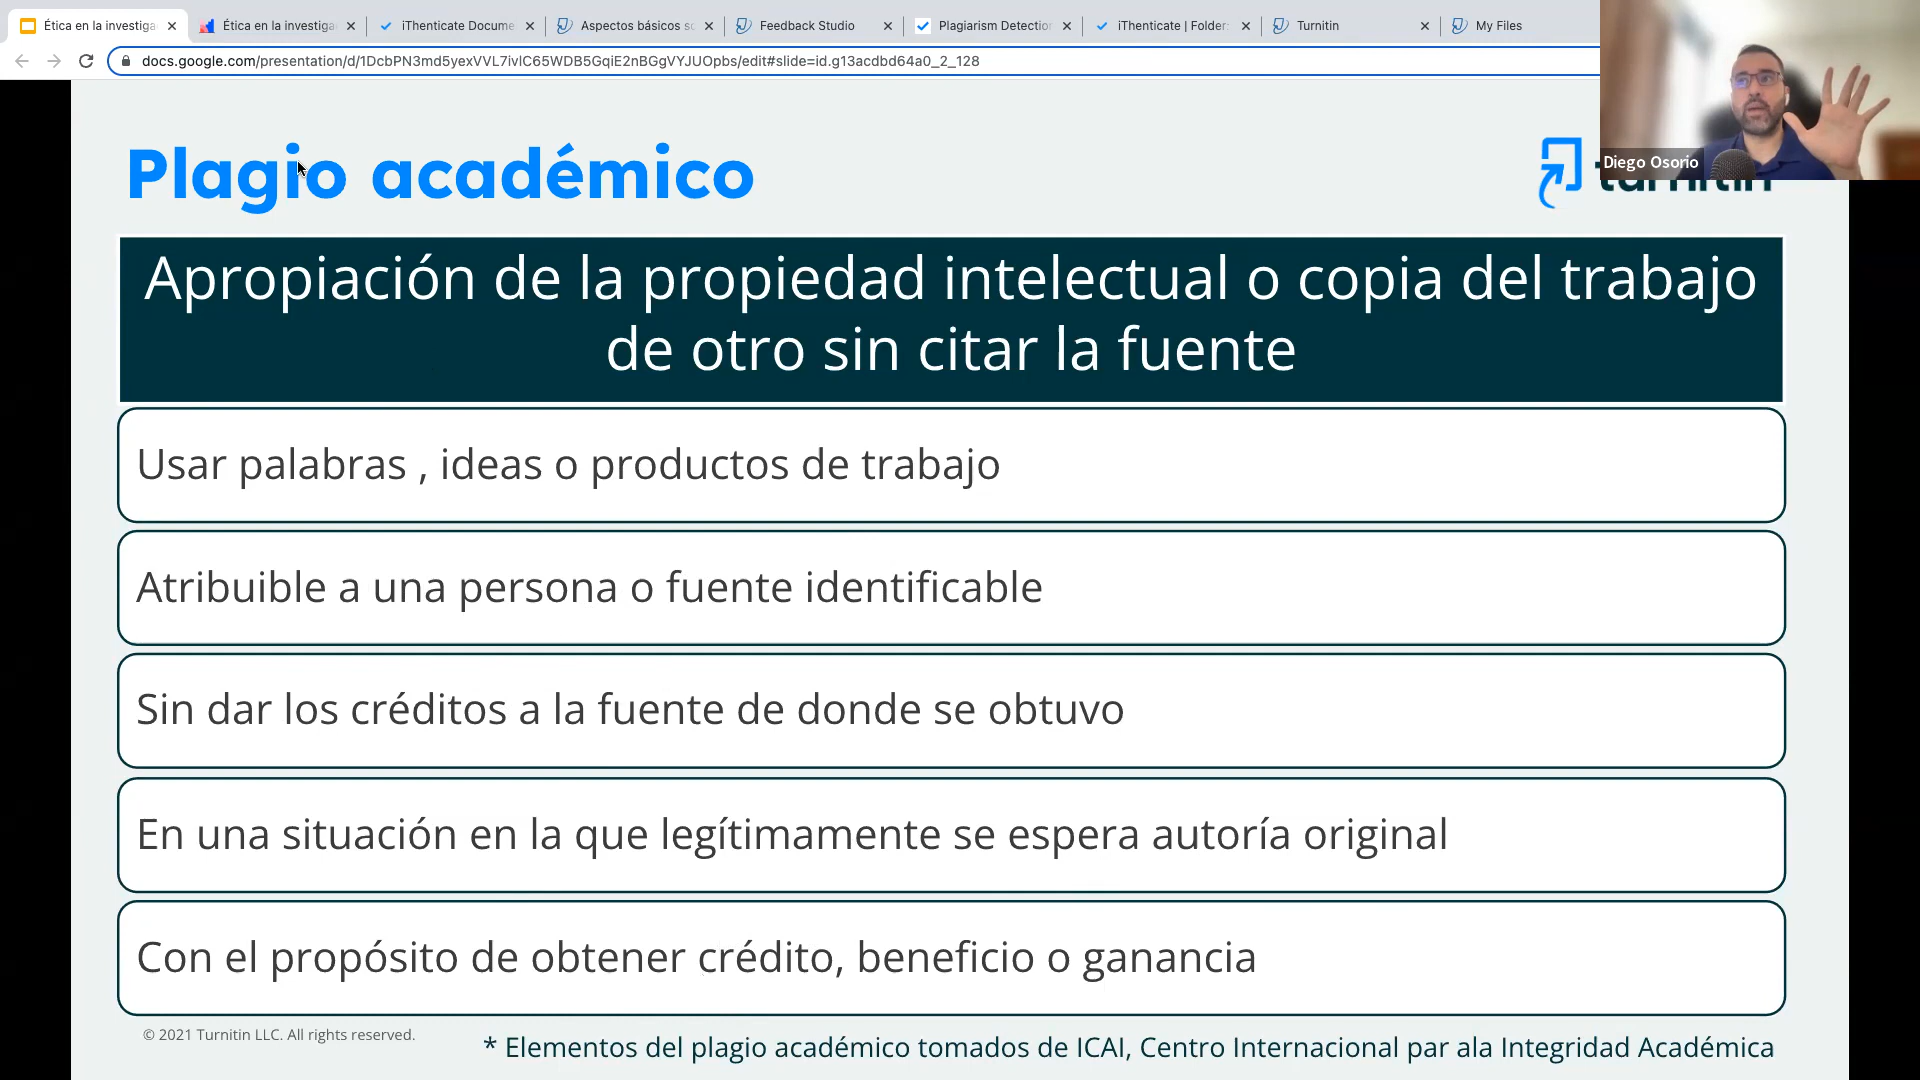 Ética en la investiga
Ética en la investiga
iThenticate Docume
Aspectos básicos so
Feedback Studio
Plagiarism Detection
iThenticate | Folder:
Turnitin
My Files
docs.google.com/presentation/d/1DcbPN3md5yexVVL7ivlC65WDB5GqiE2nBGgVYJUOpbs/edit#slide=id.g13acdbd64a0_2_128
Diego Osorio
Plagio académico
turnitin
Apropiación de la propiedad intelectual o copia del trabajo
de otro sin citar la fuente
Usar palabras , ideas o productos de trabajo
Atribuible a una persona o fuente identificable
Sin dar los créditos a la fuente de donde se obtuvo
En una situación en la que legítimamente se espera autoría original
Con el propósito de obtener crédito, beneficio o ganancia
© 2021 Turnitin LLC. All rights reserved.
* Elementos del plagio académico tomados de ICAI, Centro Internacional par ala Integridad Académica